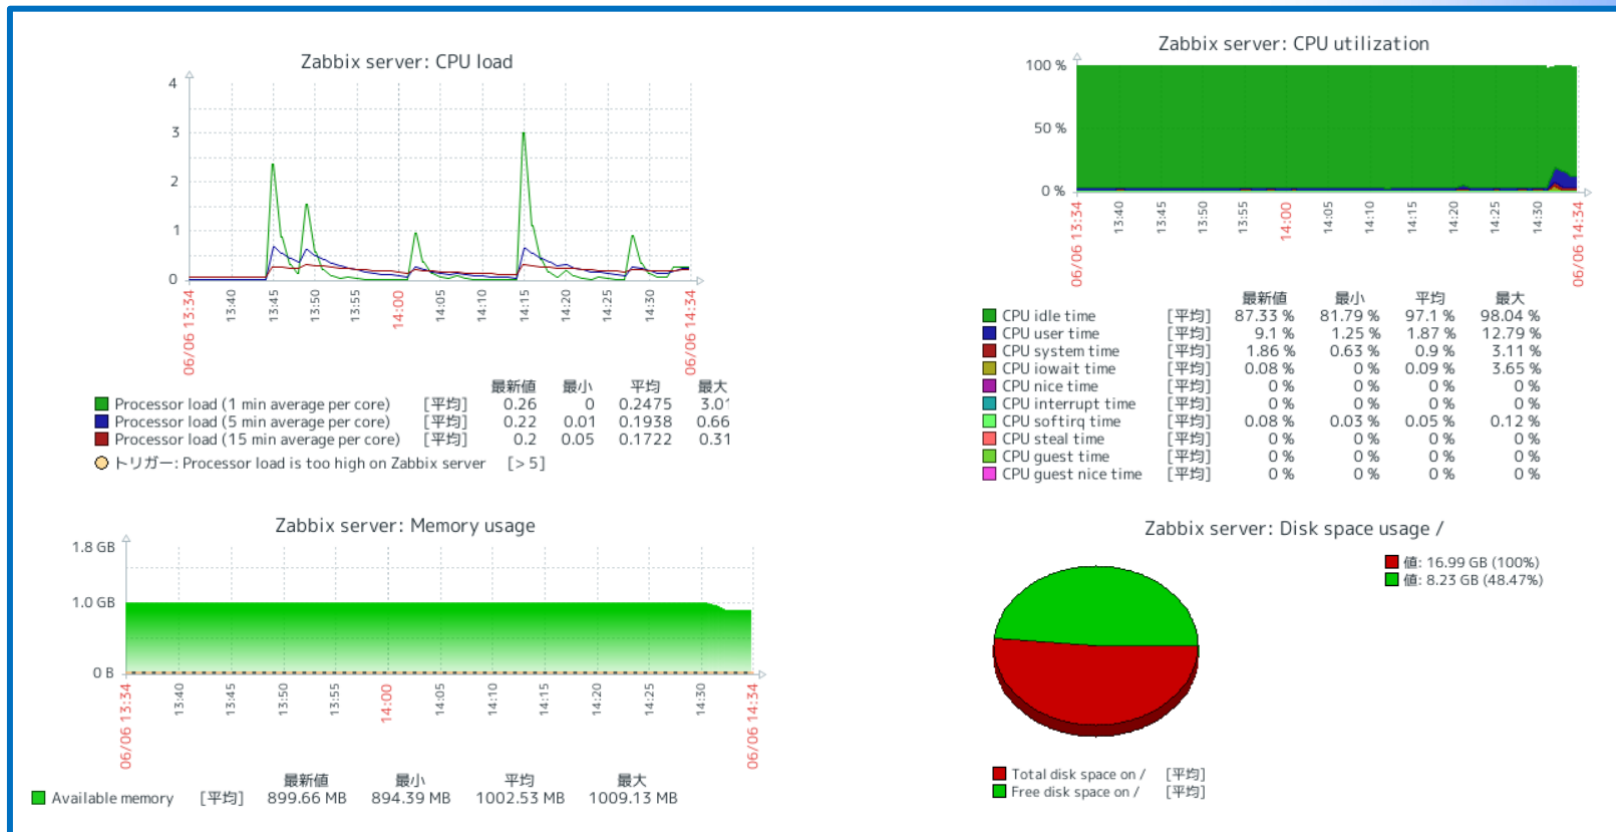 Zabbix server: CPU load
4
3
2
1
0
06/06 13:34
13:40
13:45
13:50
13:55
14:00
14:05
14:10
14:15
14:20
14:25
14:30
06/06 14:34
最新値 最小 平均 最大
Processor load (1 min average per core) [平均] 0.26 0 0.2475 3.01
Processor load (5 min average per core) [平均] 0.22 0.01 0.1938 0.66
Processor load (15 min average per core) [平均] 0.2 0.05 0.1722 0.31
トリガー: Processor load is too high on Zabbix server [> 5]
Zabbix server: CPU utilization
100 %
50 %
0 %
06/06 13:34
13:40
13:45
13:50
13:55
14:00
14:05
14:10
14:15
14:20
14:25
14:30
06/06 14:34
最新値 最小 平均 最大
CPU idle time [平均] 87.33 % 81.79 % 97.1 % 98.04 %
CPU user time [平均] 9.1 % 1.25 % 1.87 % 12.79 %
CPU system time [平均] 1.86 % 0.63 % 0.9 % 3.11 %
CPU iowait time [平均] 0.08 % 0 % 0.09 % 3.65 %
CPU nice time [平均] 0 % 0 % 0 % 0 %
CPU interrupt time [平均] 0 % 0 % 0 % 0 %
CPU softirq time [平均] 0.08 % 0.03 % 0.05 % 0.12 %
CPU steal time [平均] 0 % 0 % 0 % 0 %
CPU guest time [平均] 0 % 0 % 0 % 0 %
CPU guest nice time [平均] 0 % 0 % 0 % 0 %
Zabbix server: Memory usage
1.8 GB
1.0 GB
0 B
06/06 13:34
13:40
13:45
13:50
13:55
14:00
14:05
14:10
14:15
14:20
14:25
14:30
06/06 14:34
最新値 最小 平均 最大
Available memory [平均] 899.66 MB 894.39 MB 1002.53 MB 1009.13 MB
Zabbix server: Disk space usage /
値: 16.99 GB (100%)
値: 8.23 GB (48.47%)
Total disk space on / [平均]
Free disk space on / [平均]